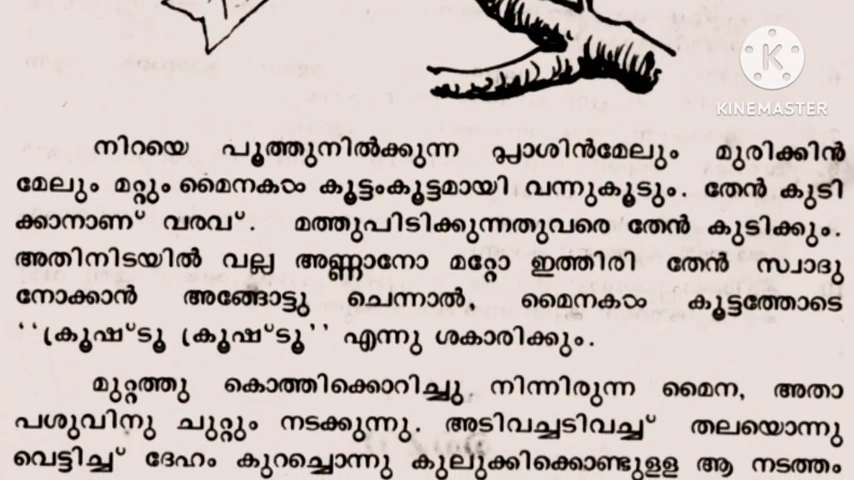 KINEMASTER
നിറയെ പൂത്തുനിൽക്കുന്ന പ്ലാശിൻമേലും മുരിക്കിൻ
മേലും മറ്റും മൈനകൾ കൂട്ടംകൂട്ടമായി വന്നുകൂടും. തേൻ കുടി
ക്കാനാണ് വരവ്. മത്തുപിടിക്കുന്നതുവരെ തേൻ കുടിക്കും.
അതിനിടയിൽ വല്ല അണ്ണാനോ മറ്റോ ഇത്തിരി തേൻ സ്വാദു
നോക്കാൻ അങ്ങോട്ടു ചെന്നാൽ, മൈനകൾ കൂട്ടത്തോടെ
“ക്രൂഷ്ടൂ ക്രൂഷ്ടൂ” എന്നു ശകാരിക്കും.
മുറ്റത്തു കൊത്തിക്കൊറിച്ചു നിന്നിരുന്ന മൈന, അതാ
പശുവിനു ചുറ്റും നടക്കുന്നു. അടിവച്ചടിവച്ച് തലയൊന്നു
വെട്ടിച്ച് ദേഹം കുറച്ചൊന്നു കുലുക്കിക്കൊണ്ടുള്ള ആ നടത്തം